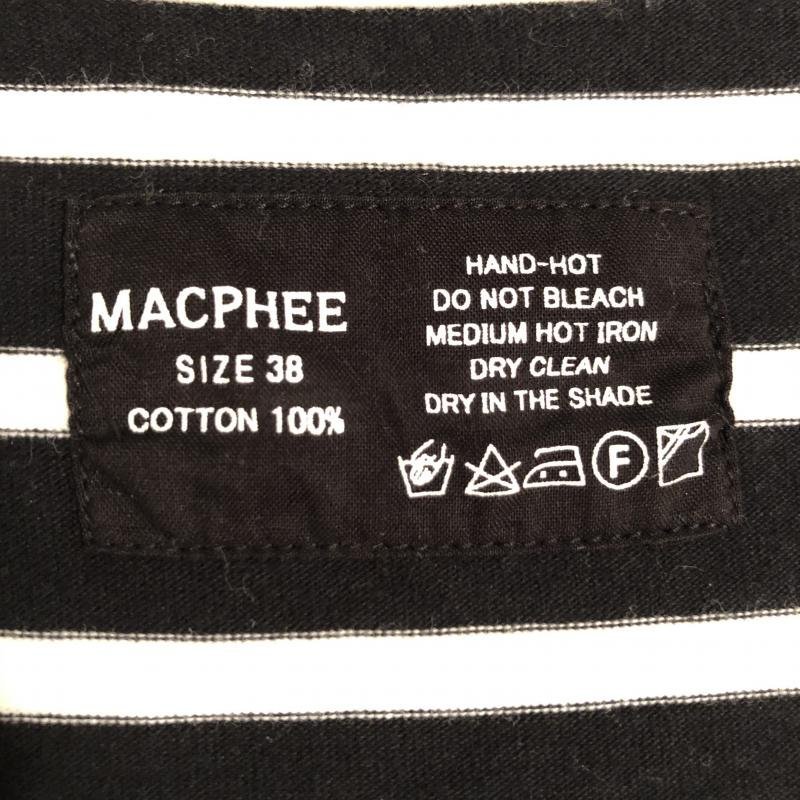 MACPHEE
SIZE 38
COTTON 100%
HAND-HOT
DO NOT BLEACH
MEDIUM HOT IRON
DRY CLEAN
DRY IN THE SHADE
F